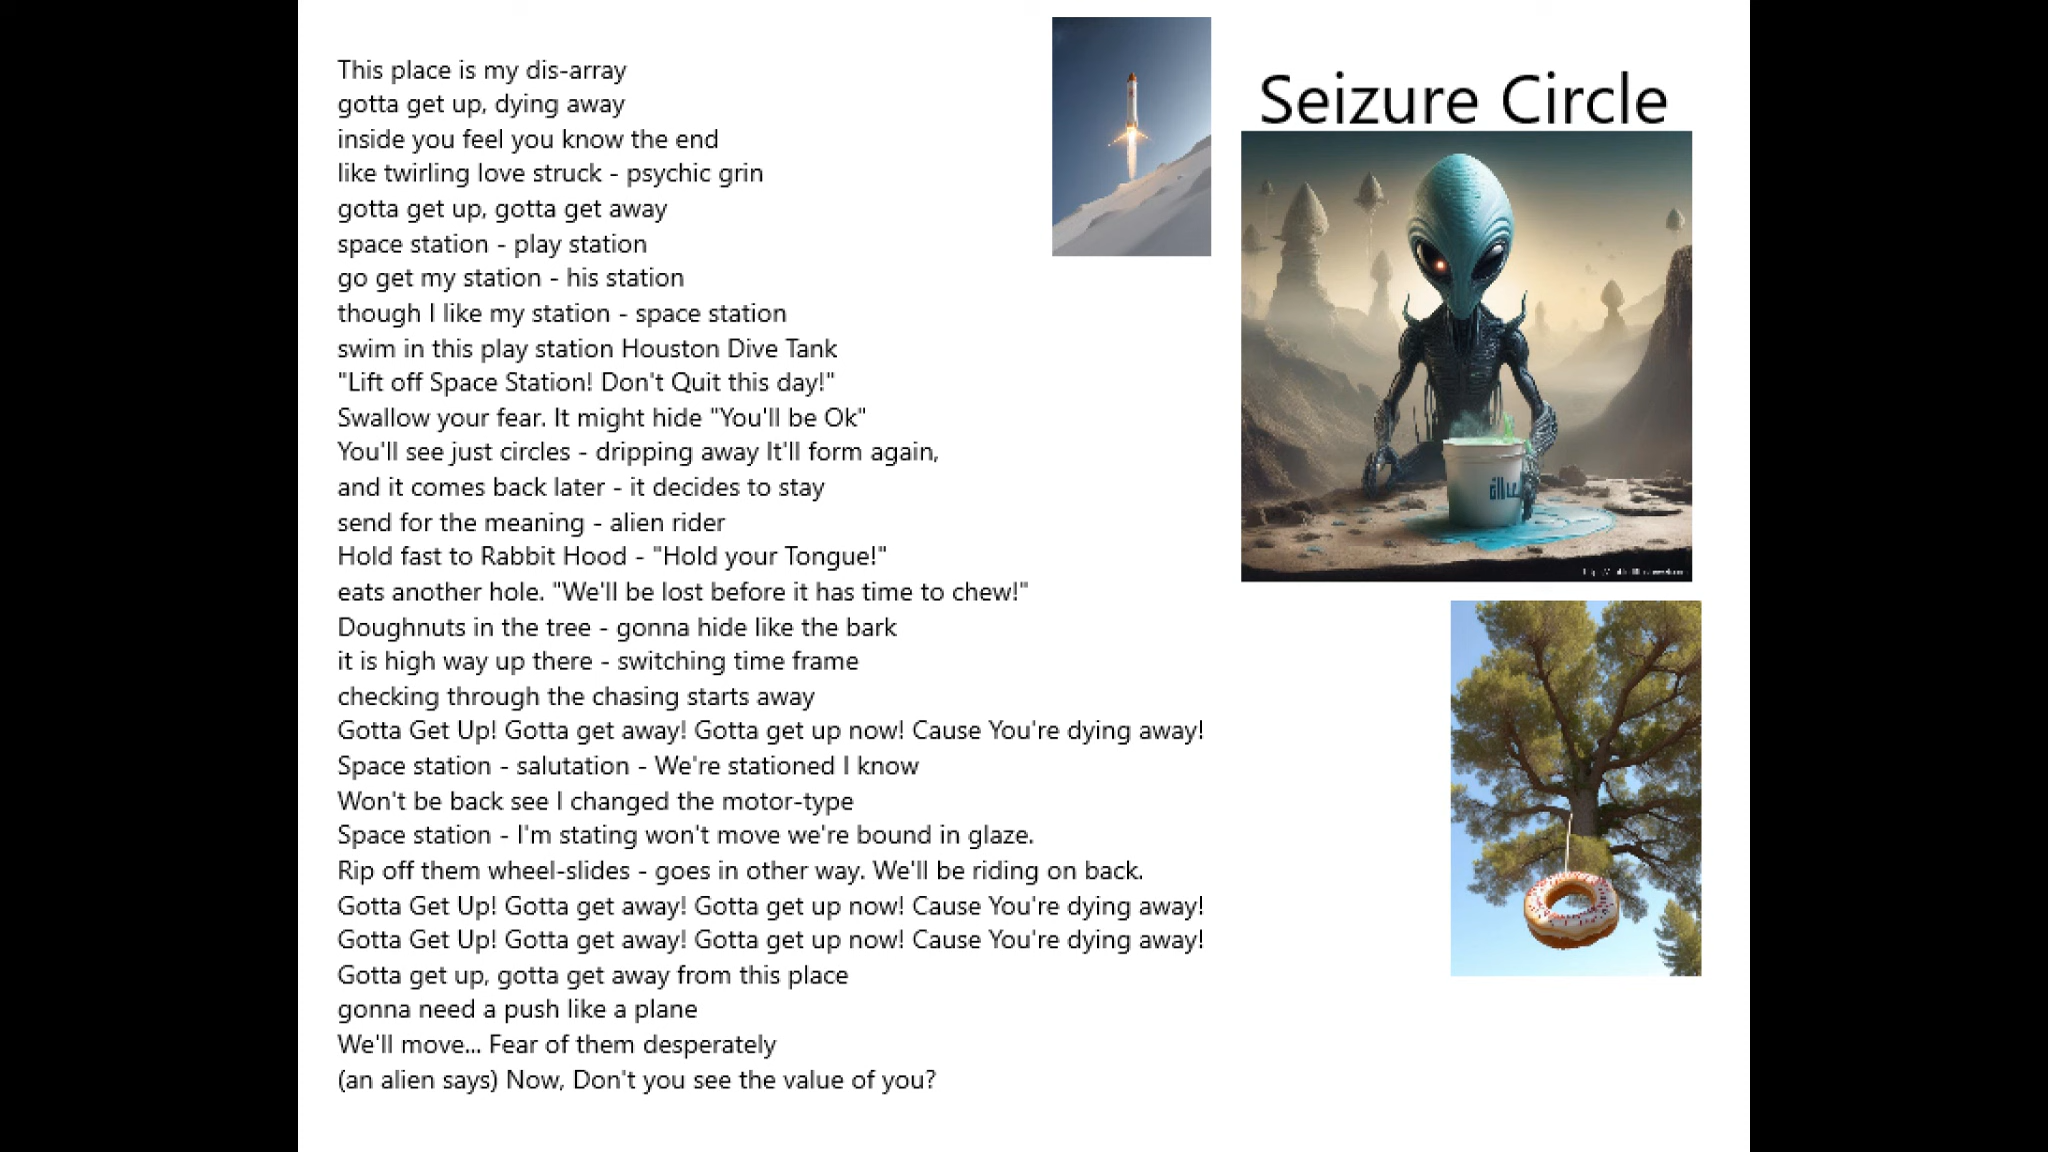 Seizure Circle
This place is my dis-array
gotta get up, dying away
inside you feel you know the end
like twirling love struck - psychic grin
gotta get up, gotta get away
space station - play station
go get my station - his station
though I like my station - space station
swim in this play station Houston Dive Tank
"Lift off Space Station! Don't Quit this day!"
Swallow your fear. It might hide "You'll be Ok"
You'll see just circles - dripping away It'll form again,
and it comes back later - it decides to stay
send for the meaning - alien rider
Hold fast to Rabbit Hood - "Hold your Tongue!"
eats another hole. "We'll be lost before it has time to chew!"
Doughnuts in the tree - gonna hide like the bark
it is high way up there - switching time frame
checking through the chasing starts away
Gotta Get Up! Gotta get away! Gotta get up now! Cause You're dying away!
Space station - salutation - We're stationed I know
Won't be back see I changed the motor-type
Space station - I'm stating won't move we're bound in glaze.
Rip off them wheel-slides - goes in other way. We'll be riding on back.
Gotta Get Up! Gotta get away! Gotta get up now! Cause You're dying away!
Gotta Get Up! Gotta get away! Gotta get up now! Cause You're dying away!
Gotta get up, gotta get away from this place
gonna need a push like a plane
We'll move... Fear of them desperately
(an alien says) Now, Don't you see the value of you?